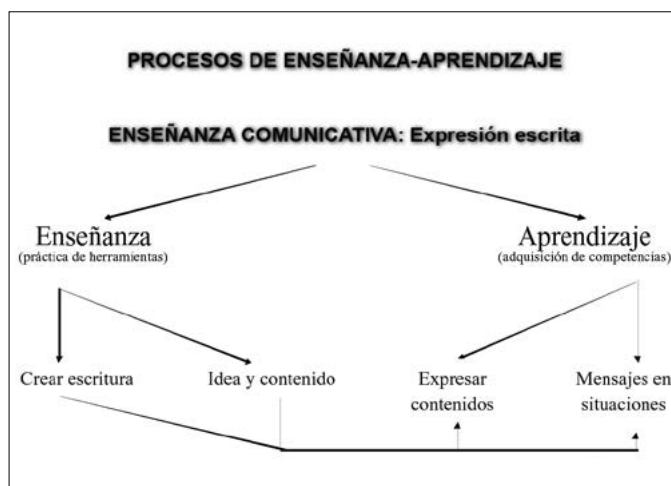 PROCESOS DE ENSEÑANZA-APRENDIZAJE
ENSEÑANZA COMUNICATIVA: Expresión escrita
Enseñanza
(práctica de herramientas)
Aprendizaje
(adquisición de competencias)
Crear escritura
Idea y contenido
Expresar
contenidos
Mensajes en
situaciones